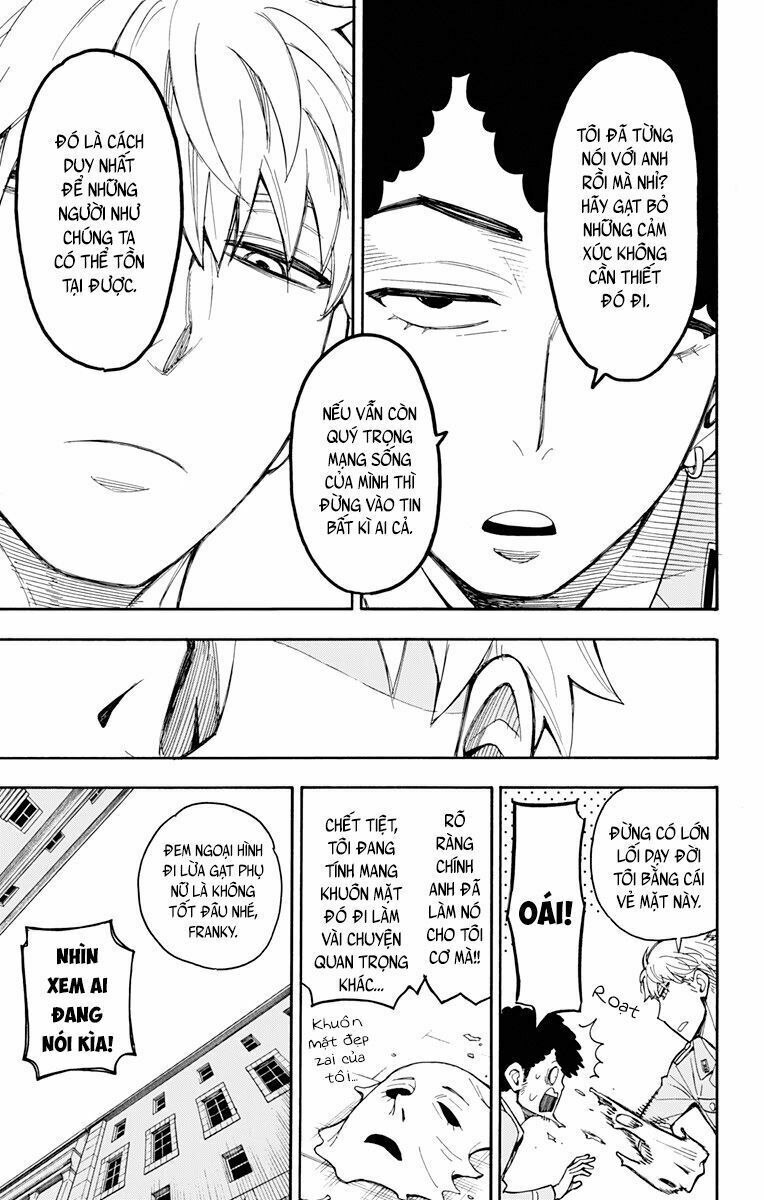 TÔI ĐÃ TỪNG
NÓI VỚI ANH
RỒI MÀ NHỈ?
HÃY GẠT BỎ
NHỮNG CẢM
XÚC KHÔNG
CẦN THIẾT
ĐÓ ĐI.
NẾU VẪN CÒN
QUÝ TRỌNG
MẠNG SỐNG
CỦA MÌNH THÌ
ĐỪNG VÀO TIN
BẤT KÌ AI CẢ.
ĐÓ LÀ CÁCH
DUY NHẤT
ĐỂ NHỮNG
NGƯỜI NHƯ
CHÚNG TA
CÓ THỂ TỒN
TẠI ĐƯỢC.
ĐỪNG CÓ LỚN
LỐI DẠY ĐỜI
TÔI BẰNG CÁI
VẺ MẶT NÀY.
Roạt
OÁI!
RÕ
RÀNG
CHÍNH
ANH ĐÃ
LÀM NÓ
CHO TÔI
CƠ MÀ!!
CHẾT TIỆT,
TÔI ĐANG
TÍNH MANG
KHUÔN MẶT
ĐÓ ĐI LÀM
VÀI CHUYỆN
QUAN TRỌNG
KHÁC...
Khuôn
mặt đẹp
zai của
tôi...
ĐEM NGOẠI HÌNH
ĐI LỪA GẠT PHỤ
NỮ LÀ KHÔNG
TỐT ĐÂU NHÉ,
FRANKY.
NHÌN
XEM AI
ĐANG
NÓI KÌA!